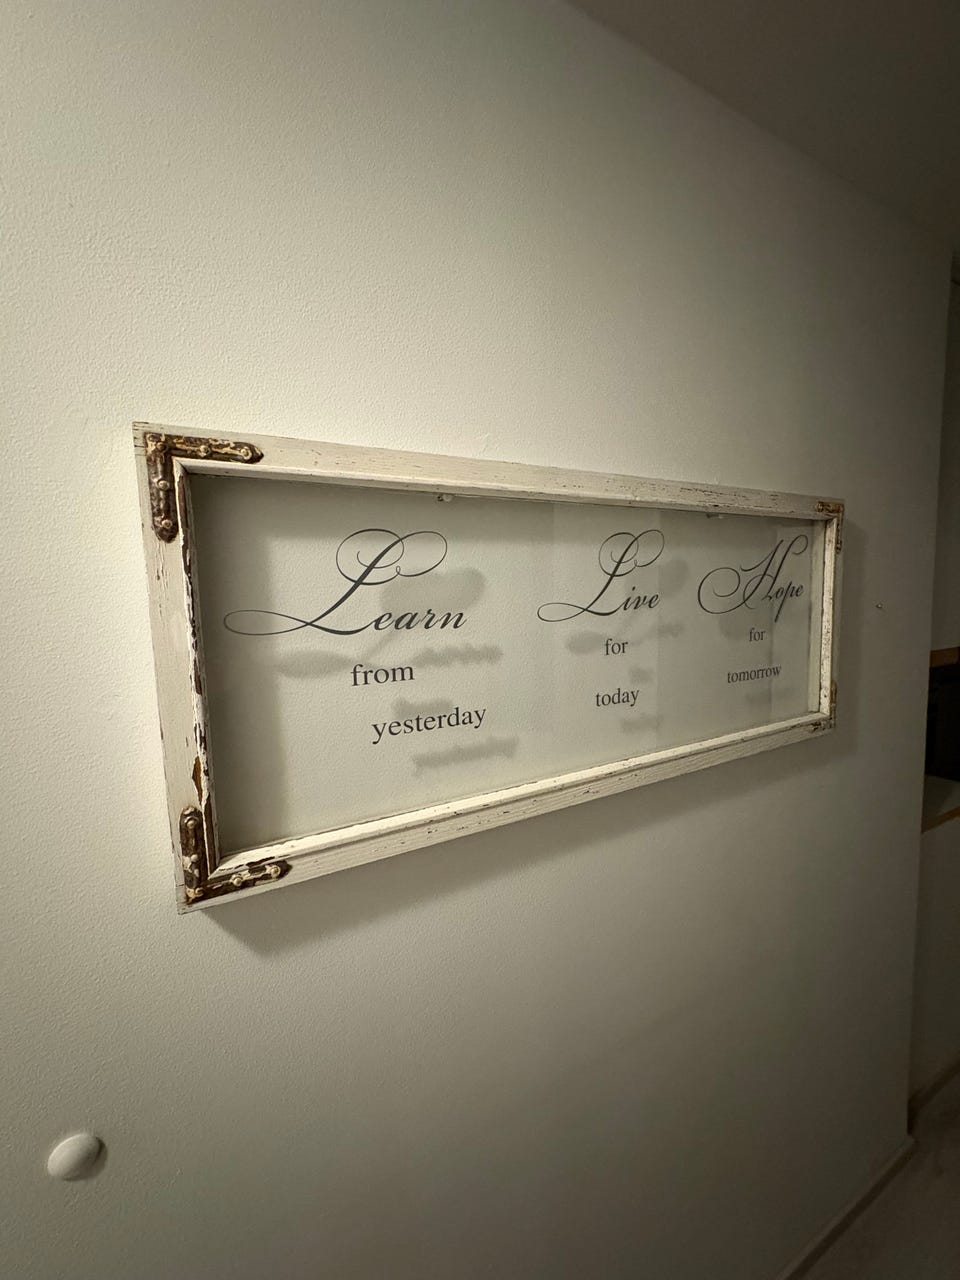 Learn
from
yesterday
Live
for
today
Hope
for
tomorrow